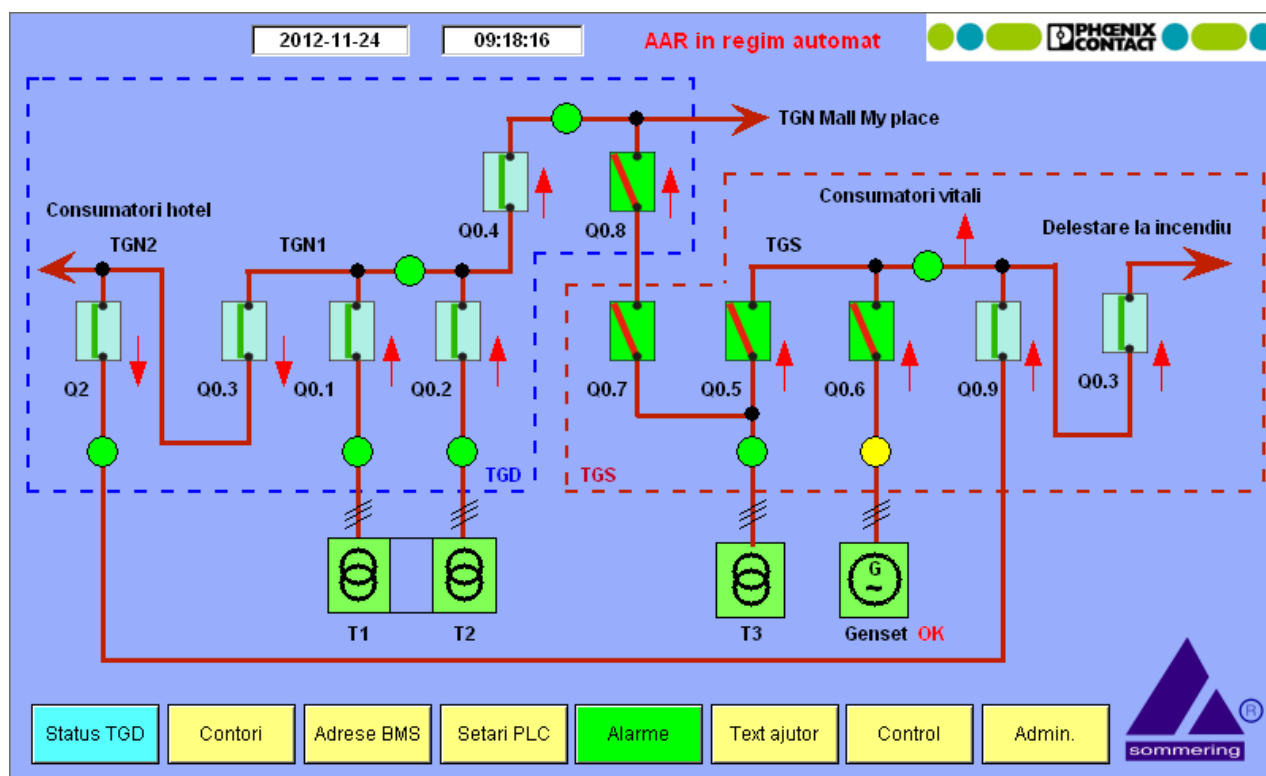 2012-11-24
09:18:16
AAR in regim automat
PHŒNIX
CONTACT
TGN Mall My place
Consumatori vitali
Consumatori hotel
Q0.4
Q0.8
Delestare la incendiu
TGN2
TGN1
TGS
Q2
Q0.3
Q0.1
Q0.2
Q0.7
Q0.5
Q0.6
Q0.9
Q0.3
TGD
TGS
G
~
T1
T2
T3
Genset OK
Status TGD
Contori
Adrese BMS
Setari PLC
Alarme
Text ajutor
Control
Admin.
R
sommering